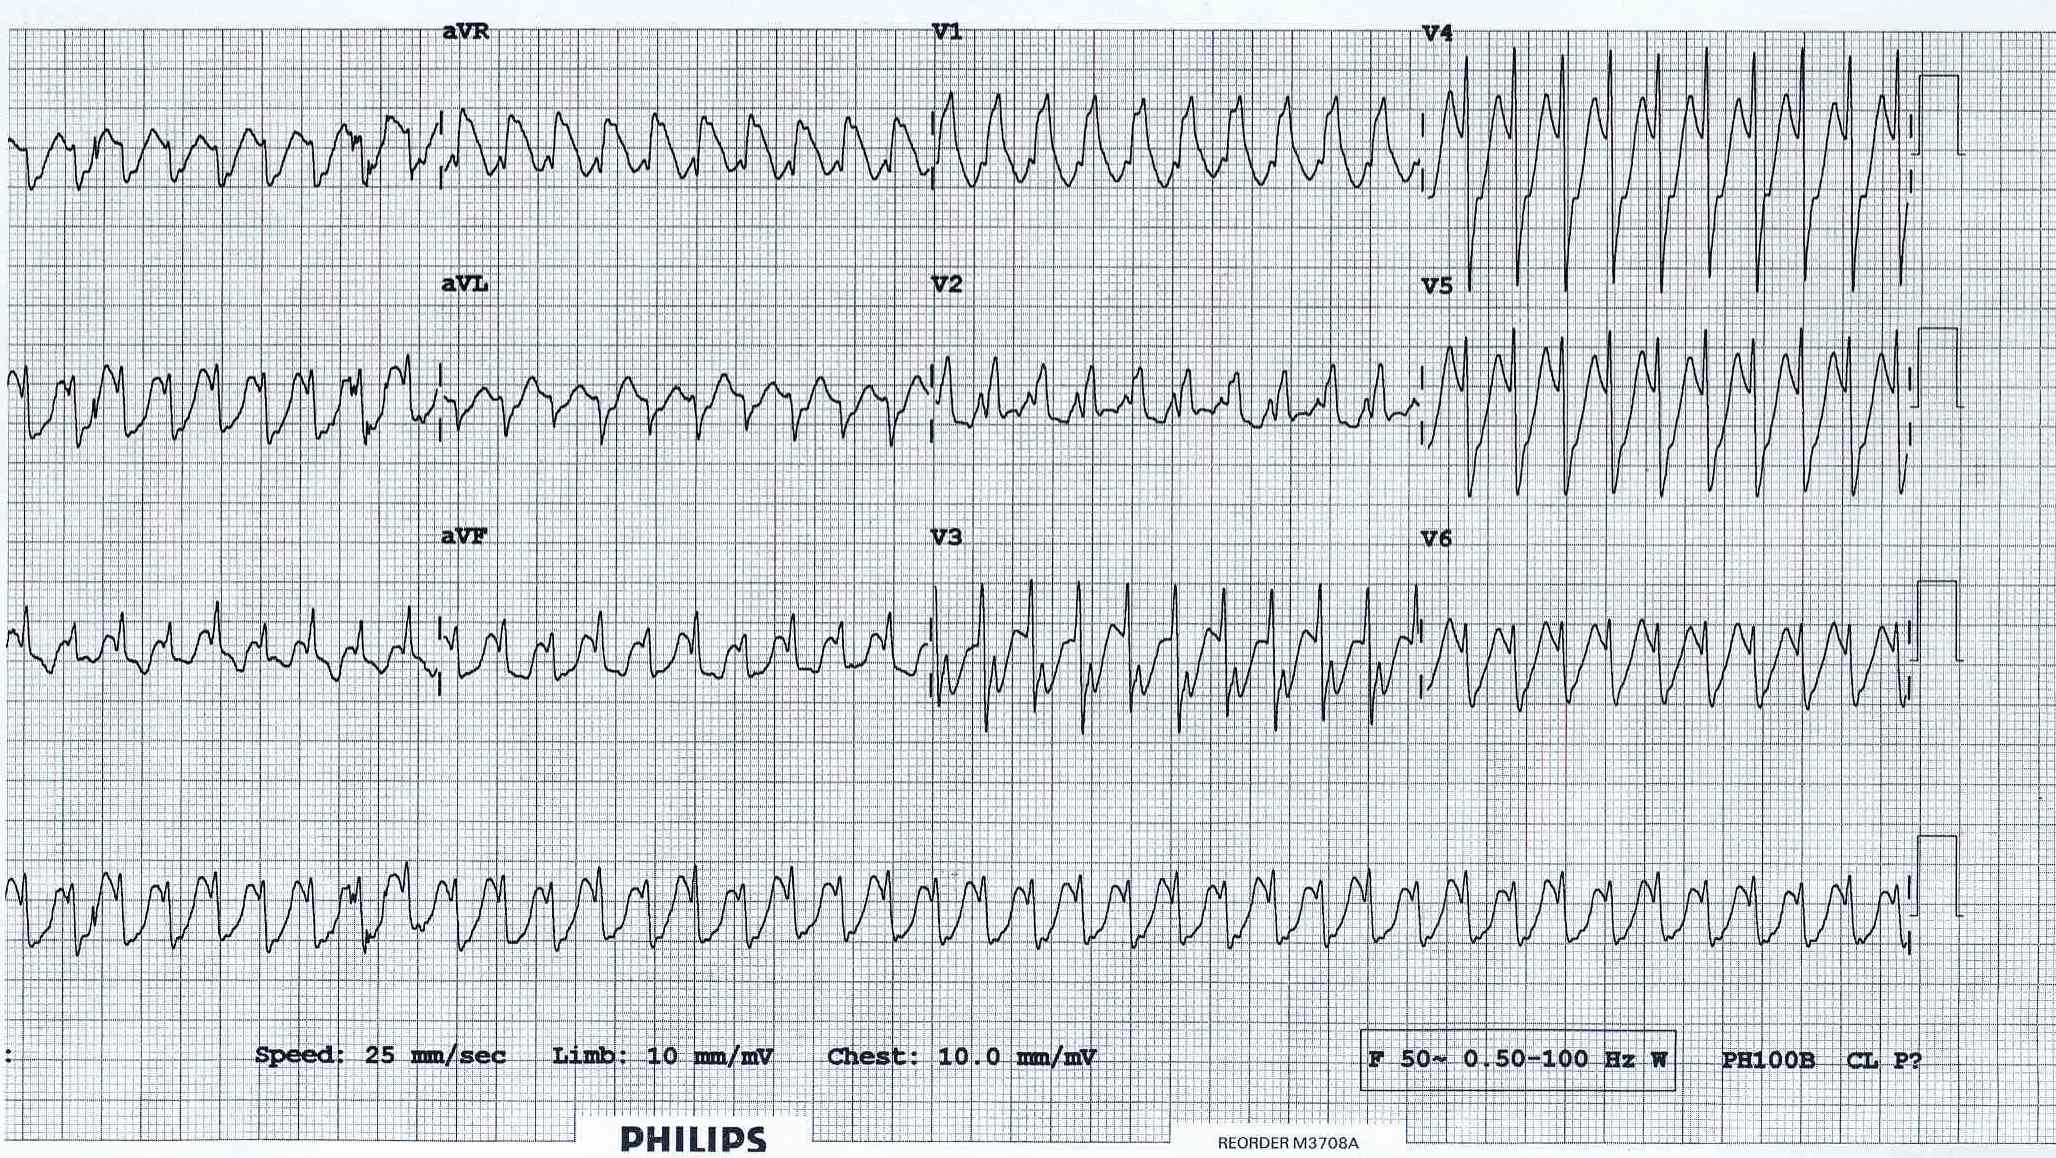 aVR V1 V4
aVL V2 V5
aVF V3 V6
: Speed: 25 mm/sec Limb: 10 mm/mV Chest: 10.0 mm/mV F 50~ 0.50-100 Hz W PH100B CL P?
PHILIPS REORDER M3708A